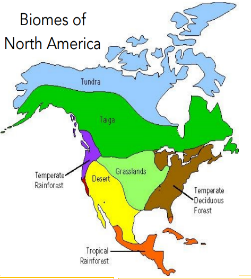 Biomes of
North America
Tundra
Taiga
Grasslands
Temperate
Rainforest
Desert
Temperate
Deciduous
Forest
Tropical
Rainforest